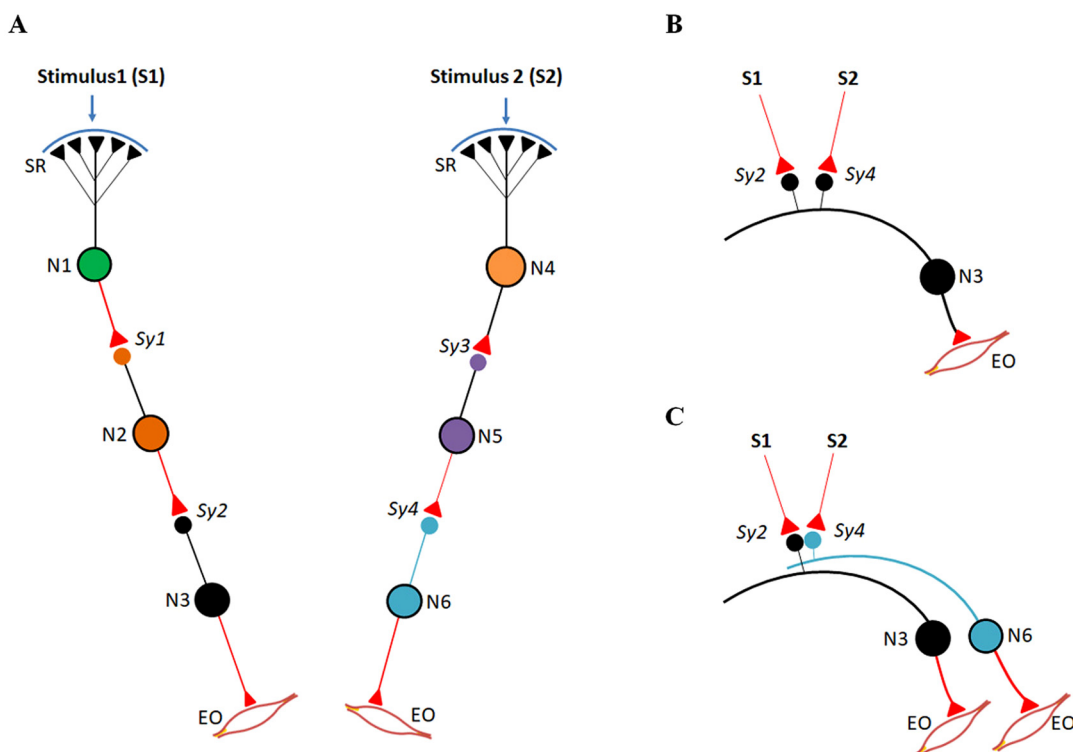 A
Stimulus1 (S1)
SR
N1
Sy1
N2
Sy2
N3
EO
Stimulus 2 (S2)
SR
N4
Sy3
N5
Sy4
N6
EO
B
S1 S2
Sy2 Sy4
N3
EO
C
S1 S2
Sy2 Sy4
N3 N6
EO EO